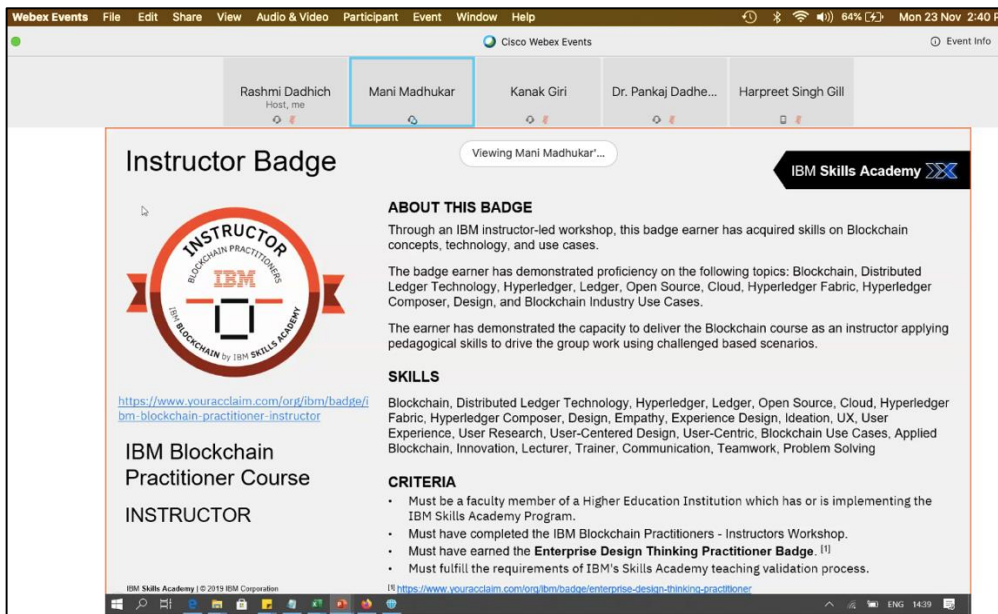 Webex Events File Edit Share View Audio & Video Participant Event Window Help 64% Mon 23 Nov 2:40 P
Cisco Webex Events Event Info
Rashmi Dadhich Mani Madhukar Kanak Giri Dr. Pankaj Dadhe... Harpreet Singh Gill
Host, me
Viewing Mani Madhukar'...
Instructor Badge
IBM Skills Academy
INSTRUCTOR
BLOCKCHAIN PRACTITIONERS
IBM
IBM BLOCKCHAIN by IBM SKILLS ACADEMY
https://www.youracclaim.com/org/ibm/badge/i
bm-blockchain-practitioner-instructor
IBM Blockchain
Practitioner Course
INSTRUCTOR
ABOUT THIS BADGE
Through an IBM instructor-led workshop, this badge earner has acquired skills on Blockchain
concepts, technology, and use cases.
The badge earner has demonstrated proficiency on the following topics: Blockchain, Distributed
Ledger Technology, Hyperledger, Ledger, Open Source, Cloud, Hyperledger Fabric, Hyperledger
Composer, Design, and Blockchain Industry Use Cases.
The earner has demonstrated the capacity to deliver the Blockchain course as an instructor applying
pedagogical skills to drive the group work using challenged based scenarios.
SKILLS
Blockchain, Distributed Ledger Technology, Hyperledger, Ledger, Open Source, Cloud, Hyperledger
Fabric, Hyperledger Composer, Design, Empathy, Experience Design, Ideation, UX, User
Experience, User Research, User-Centered Design, User-Centric, Blockchain Use Cases, Applied
Blockchain, Innovation, Lecturer, Trainer, Communication, Teamwork, Problem Solving
CRITERIA
• Must be a faculty member of a Higher Education Institution which has or is implementing the
IBM Skills Academy Program.
• Must have completed the IBM Blockchain Practitioners - Instructors Workshop.
• Must have earned the Enterprise Design Thinking Practitioner Badge. [1]
• Must fulfill the requirements of IBM's Skills Academy teaching validation process.
IBM Skills Academy | © 2019 IBM Corporation
[1] https://www.youracclaim.com/org/ibm/badge/enterprise-design-thinking-practitioner
ENG 14:39